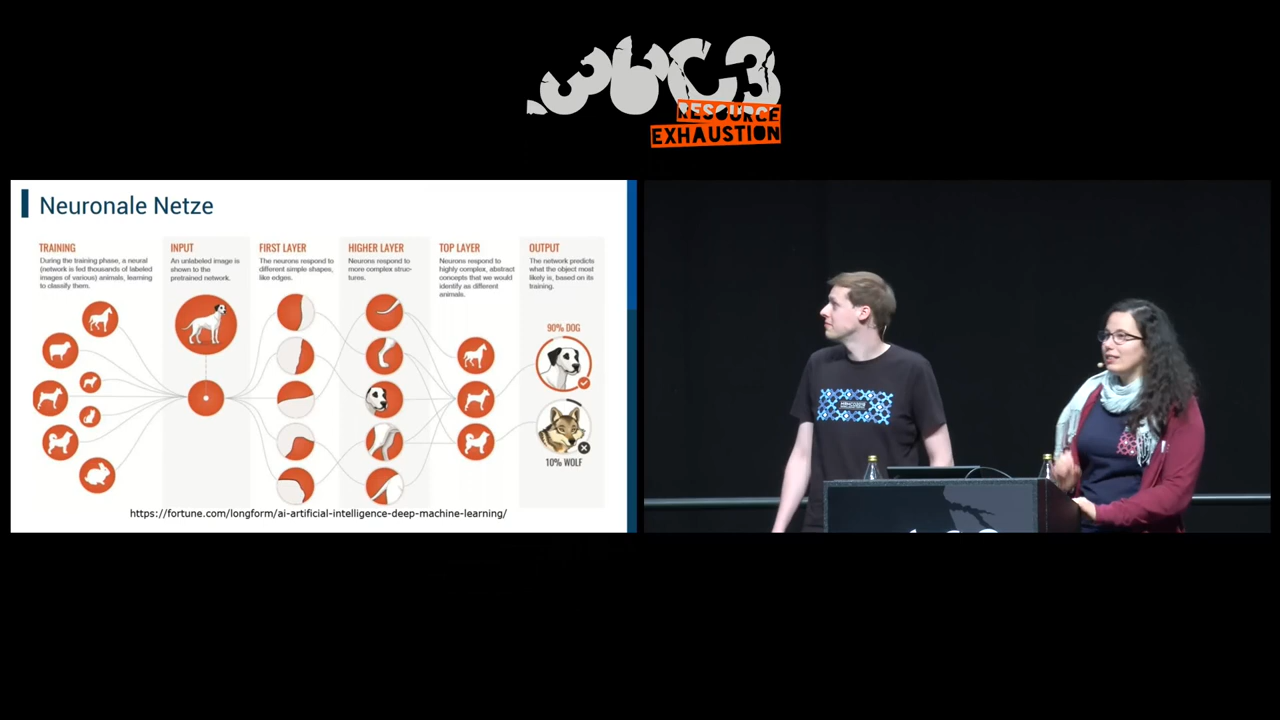 36C3
RESOURCE
EXHAUSTION
Neuronale Netze
TRAINING
During the training phase, a neural
(network is fed thousands of labeled
images of various) animals, learning
to classify them.
INPUT
An unlabeled image is
shown to the
pretrained network.
FIRST LAYER
The neurons respond to
different simple shapes,
like edges.
HIGHER LAYER
Neurons respond to
more complex struc-
tures.
TOP LAYER
Neurons respond to
highly complex, abstract
concepts that we would
identify as different
animals.
OUTPUT
The network predicts
what the object most
likely is, based on its
training.
90% DOG
10% WOLF
https://fortune.com/longform/ai-artificial-intelligence-deep-machine-learning/